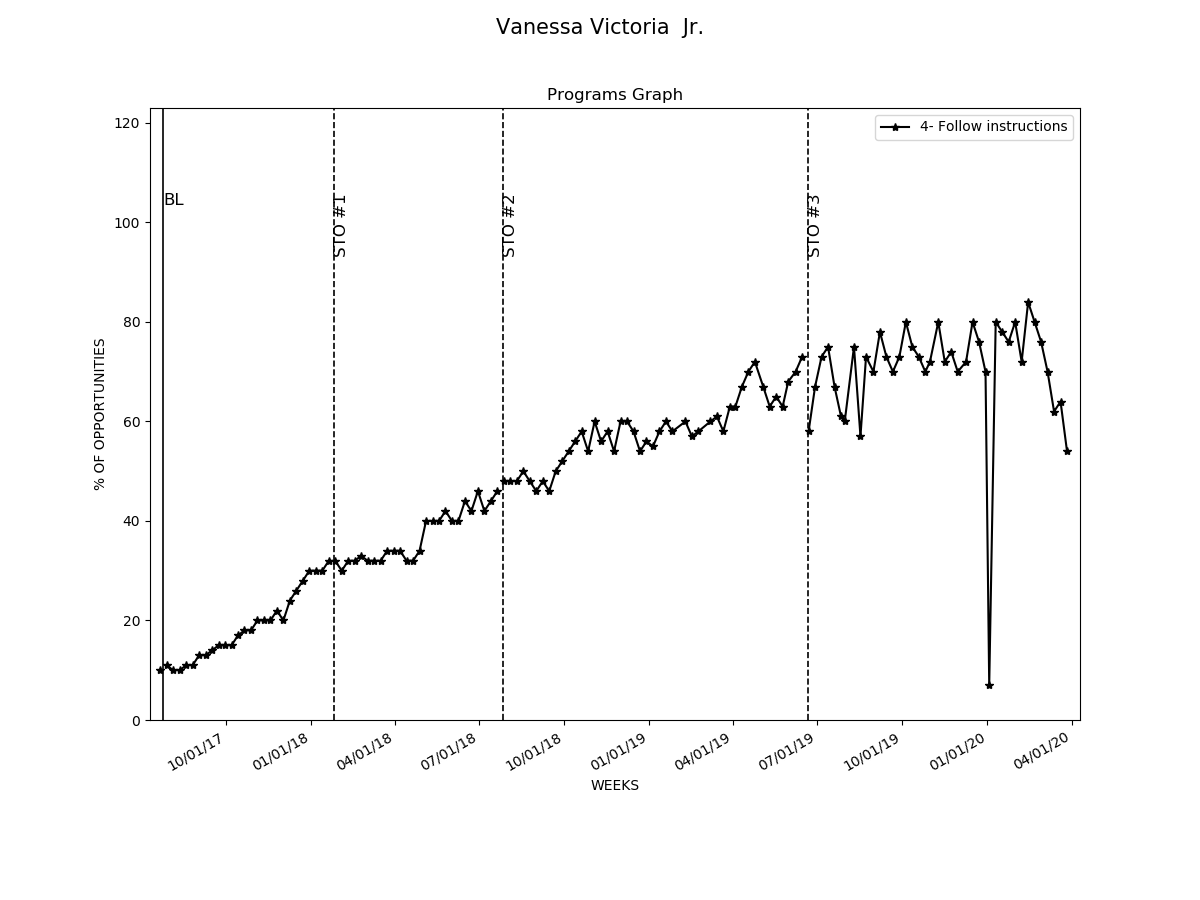 Vanessa Victoria  Jr.
Programs Graph
120
100
80
60
40
20
0
% OF OPPORTUNITIES
4- Follow instructions
BL
STO #1
STO #2
STO #3
10/01/17
01/01/18
04/01/18
07/01/18
10/01/18
01/01/19
04/01/19
07/01/19
10/01/19
01/01/20
04/01/20
WEEKS